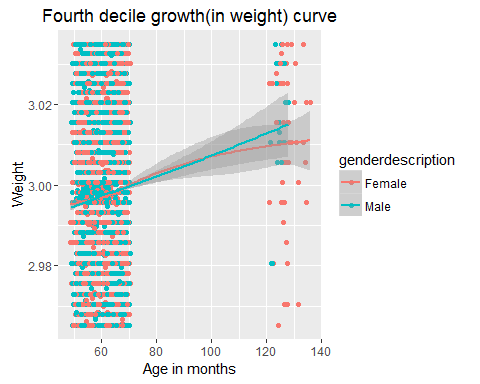 Fourth decile growth(in weight) curve
Weight
3.02
3.00
2.98
60
80
100
120
140
Age in months
genderdescription
Female
Male